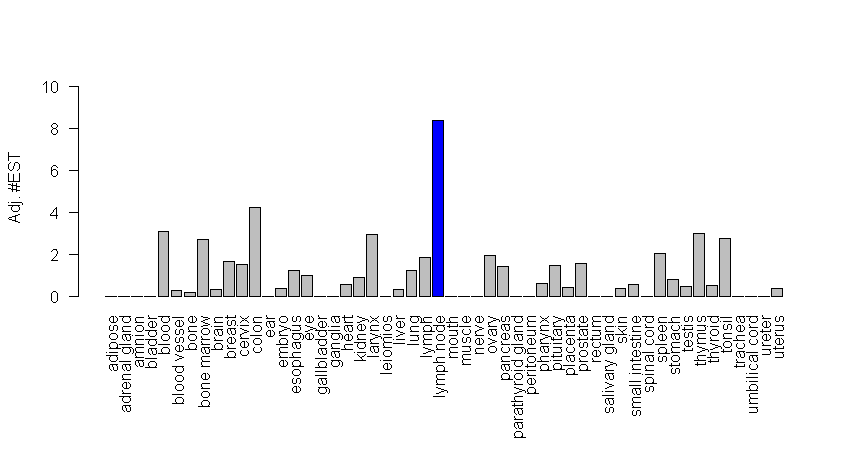 10
8
6
4
2
0
Adj. #EST
adipose
adrenal gland
amnion
bladder
blood
blood vessel
bone
bone marrow
brain
breast
cervix
colon
ear
embryo
esophagus
eye
gallbladder
ganglia
heart
kidney
larynx
leiomios
liver
lung
lymph
lymph node
mouth
muscle
nerve
ovary
pancreas
parathyroid gland
peritoneum
pharynx
pituitary
placenta
prostate
rectum
salivary gland
skin
small intestine
spinal cord
spleen
stomach
testis
thymus
thyroid
tonsil
trachea
umbilical cord
ureter
uterus